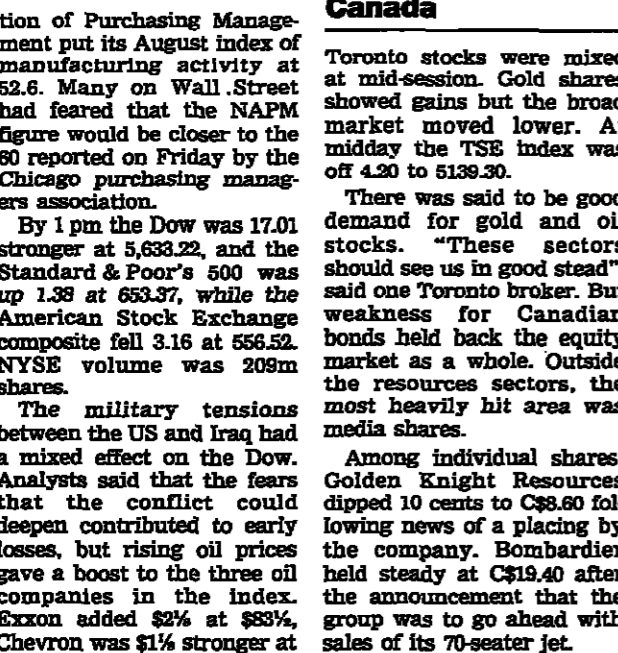 tion of Purchasing Manage-
ment put its August index of
manufacturing activity at
52.6. Many on Wall .Street
had feared that the NAPM
figure would be closer to the
60 reported on Friday by the
Chicago purchasing manag-
ers association.
By 1 pm the Dow was 17.01
stronger at 5,633.22, and the
Standard & Poor's 500 was
up 1.38 at 653.37, while the
American Stock Exchange
composite fell 3.16 at 556.52.
NYSE volume was 209m
shares.
The military tensions
between the US and Iraq had
a mixed effect on the Dow.
Analysts said that the fears
that the conflict could
deepen contributed to early
losses, but rising oil prices
gave a boost to the three oil
companies in the index.
Exxon added $2⅛ at $83⅛,
Chevron was $1⅛ stronger at
Canada
Toronto stocks were mixed
at mid-session. Gold shares
showed gains but the broad
market moved lower. At
midday the TSE index was
off 4.20 to 5139.30.
There was said to be good
demand for gold and oil
stocks. "These sectors
should see us in good stead"
said one Toronto broker. But
weakness for Canadian
bonds held back the equity
market as a whole. Outside
the resources sectors, the
most heavily hit area was
media shares.
Among individual shares,
Golden Knight Resources
dipped 10 cents to C$8.60 fol-
lowing news of a placing by
the company. Bombardier
held steady at C$19.40 after
the announcement that the
group was to go ahead with
sales of its 70-seater jet.